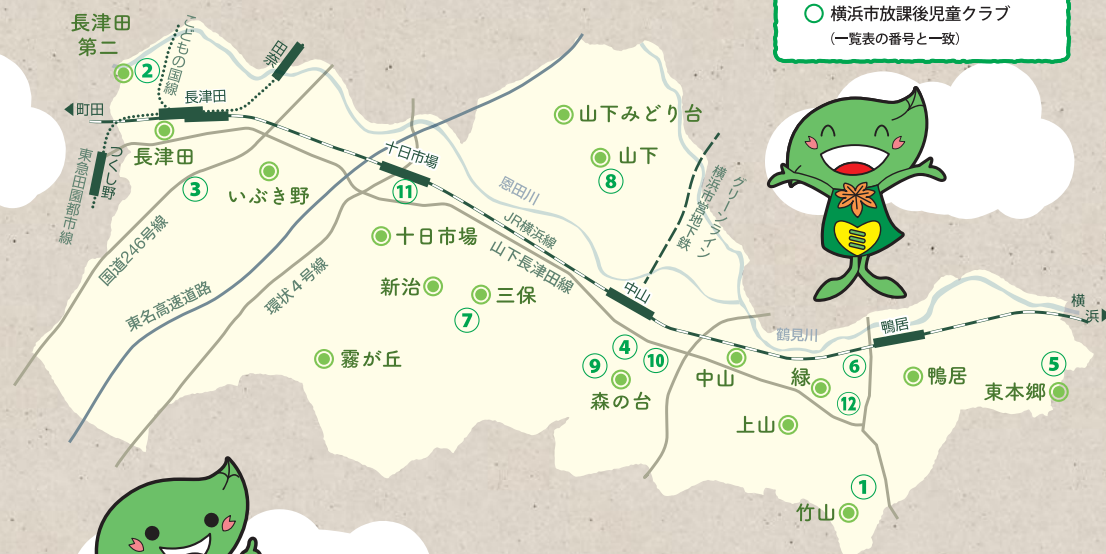 横浜市放課後児童クラブ
(一覧表の番号と一致)
長津田
第二
②
こどもの国線
田奈
長津田
町田
長津田
つくし野
東急田園都市線
③
いぶき野
十日市場
⑪
恩田川
山下みどり台
山下
⑧
グリーンライン
横浜市営地下鉄
国道246号線
東名高速道路
環状4号線
十日市場
JR横浜線
山下長津田線
新治
三保
⑦
中山
霧が丘
④
⑨
⑩
森の台
中山
鶴見川
鴨居
横浜
緑
⑥
⑫
鴨居
⑤
東本郷
上山
①
竹山